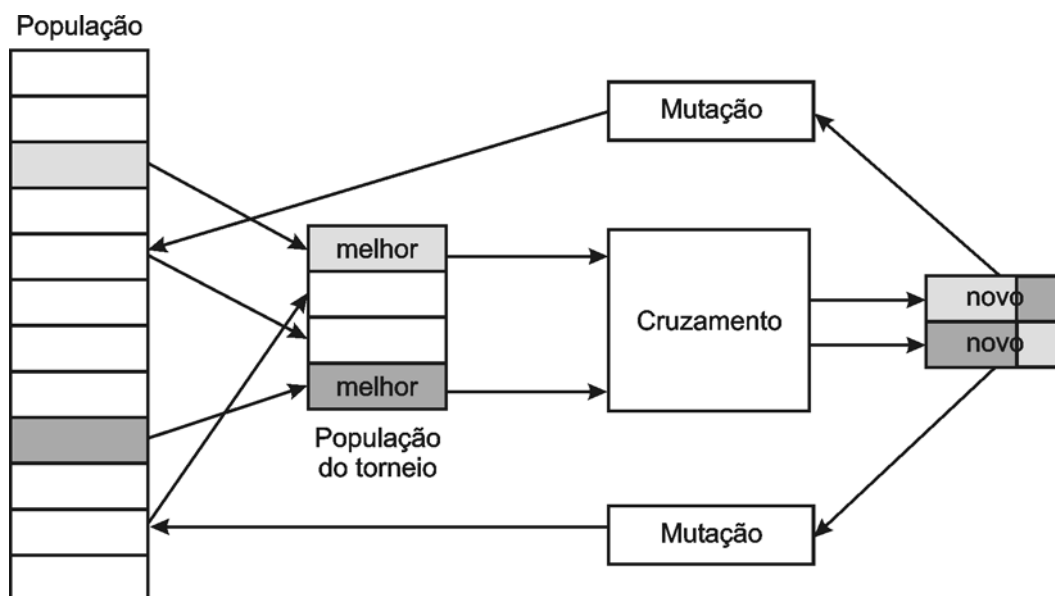 População
Mutação
melhor
novo
Cruzamento
novo
melhor
População
do torneio
Mutação